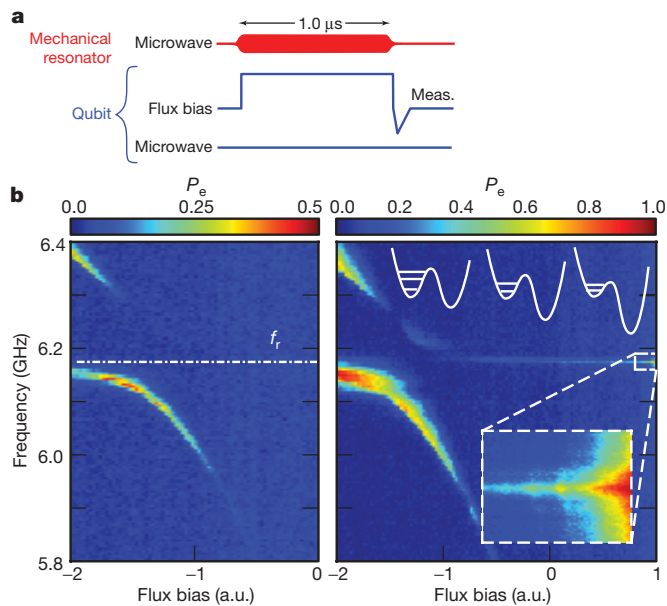 a
1.0 μs
Mechanical resonator
Microwave
Qubit
Flux bias
Meas.
Microwave
b
Pe
Pe
0.0 0.25 0.5
0.0 0.2 0.4 0.6 0.8 1.0
6.4
6.2
6.0
5.8
Frequency (GHz)
fr
−2 −1 0
−2 −1 0 1
Flux bias (a.u.)
Flux bias (a.u.)